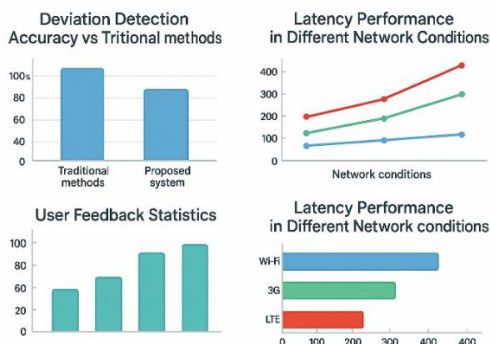 Deviation Detection
Accuracy vs Tritional methods
100%
80
60
40
0
Traditional
methods
Proposed
system
Latency Performance
in Different Network Conditions
400
300
200
100
0
Network conditions
User Feedback Statistics
100
80
60
20
0
Latency Performance
in Different Network conditions
Wi-Fi
3G
LTE
0 100 200 300 400 400